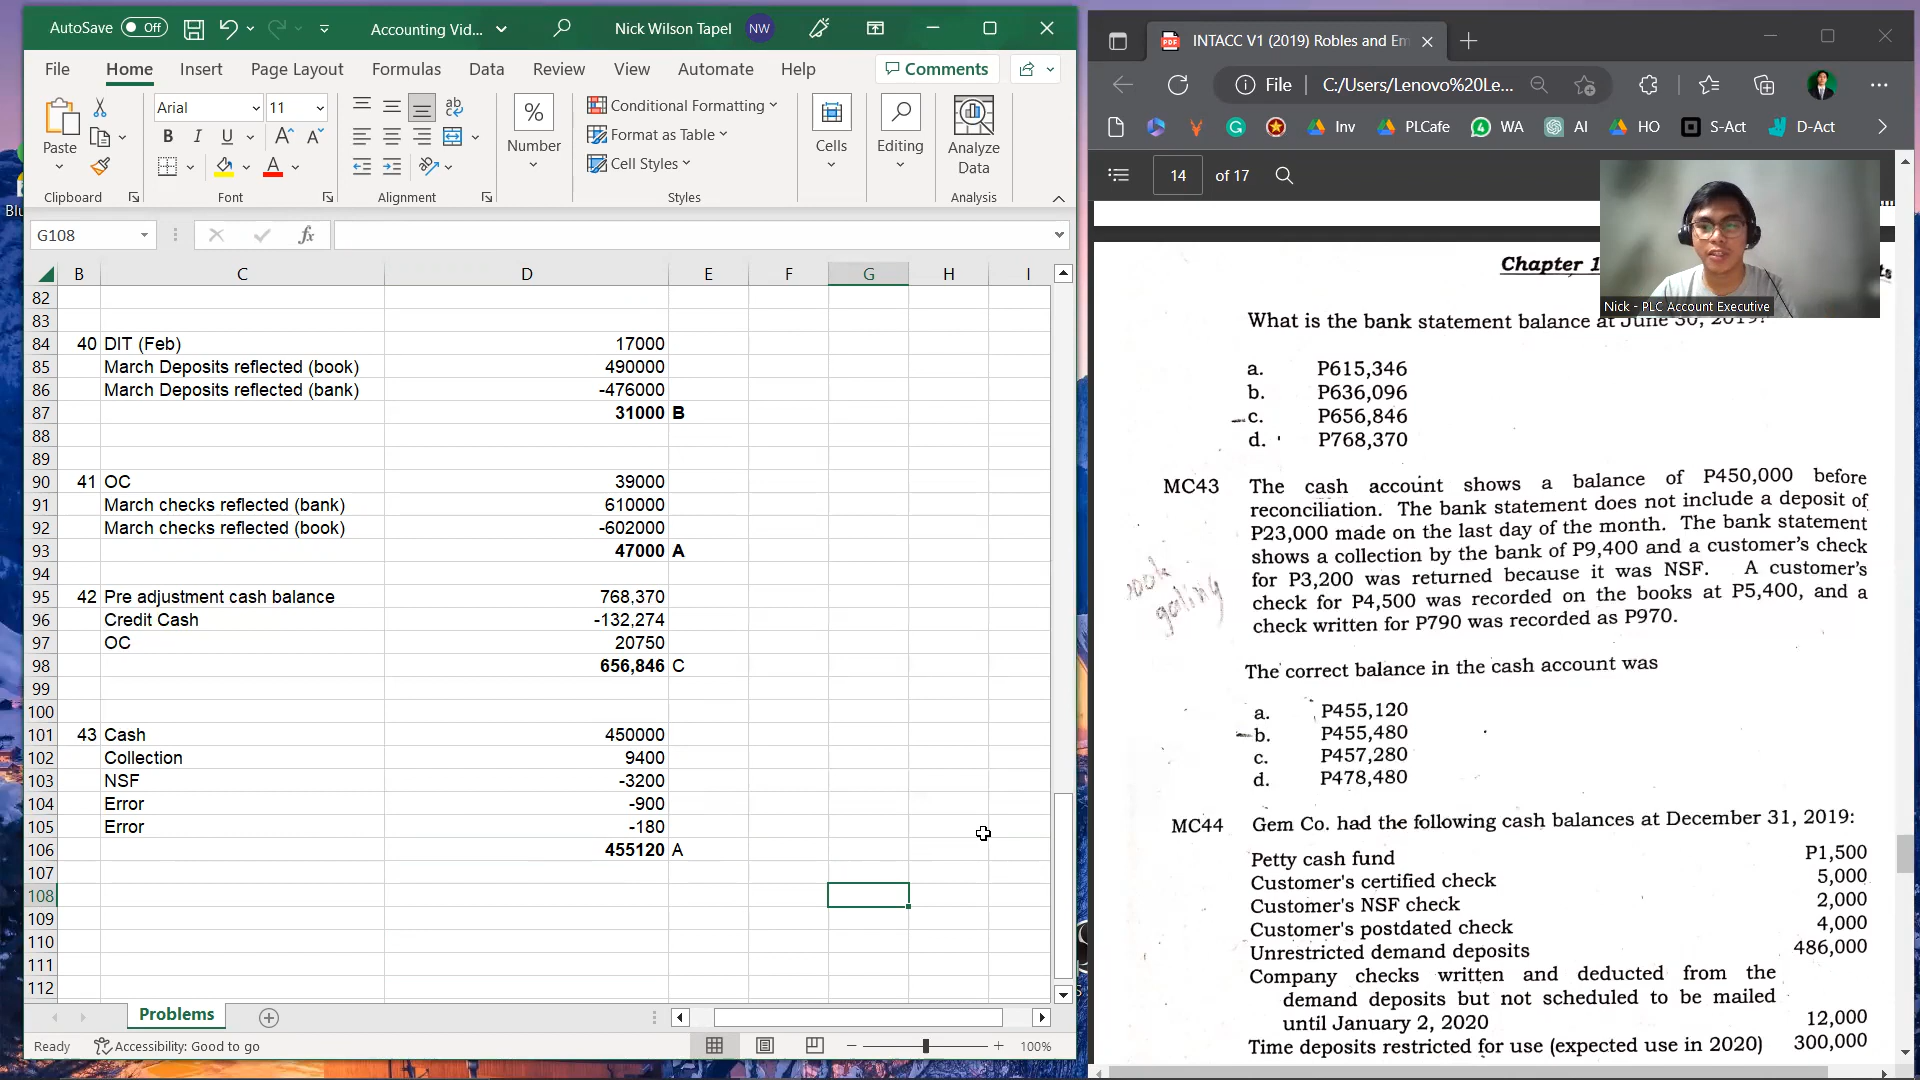 AutoSave Off Accounting Vid... Nick Wilson Tapel NW
File Home Insert Page Layout Formulas Data Review View Automate Help Comments
Paste
Clipboard
Arial 11
B I U
Font
ab
Alignment
%
Number
Conditional Formatting
Format as Table
Cell Styles
Styles
Cells
Editing
Analyze
Data
Analysis
G108 fx
B C D E F G H I
82
83
84 40 DIT (Feb) 17000
85 March Deposits reflected (book) 490000
86 March Deposits reflected (bank) -476000
87 31000 B
88
89
90 41 OC 39000
91 March checks reflected (bank) 610000
92 March checks reflected (book) -602000
93 47000 A
94
95 42 Pre adjustment cash balance 768,370
96 Credit Cash -132,274
97 OC 20750
98 656,846 C
99
100
101 43 Cash 450000
102 Collection 9400
103 NSF -3200
104 Error -900
105 Error -180
106 455120 A
107
108
109
110
111
112
Problems
Ready Accessibility: Good to go 100%
INTACC V1 (2019) Robles and Em
File C:/Users/Lenovo%20Le...
Inv PLCafe WA AI HO S-Act D-Act
14 of 17
Chapter 1
Nick - PLC Account Executive
What is the bank statement balance at June 30, 2019?
a. P615,346
b. P636,096
c. P656,846
d. P768,370
MC43 The cash account shows a balance of P450,000 before
reconciliation. The bank statement does not include a deposit of
P23,000 made on the last day of the month. The bank statement
shows a collection by the bank of P9,400 and a customer's check
for P3,200 was returned because it was NSF. A customer's
check for P4,500 was recorded on the books at P5,400, and a
check written for P790 was recorded as P970.
The correct balance in the cash account was
a. P455,120
b. P455,480
c. P457,280
d. P478,480
MC44 Gem Co. had the following cash balances at December 31, 2019:
Petty cash fund P1,500
Customer's certified check 5,000
Customer's NSF check 2,000
Customer's postdated check 4,000
Unrestricted demand deposits 486,000
Company checks written and deducted from the
demand deposits but not scheduled to be mailed
until January 2, 2020 12,000
Time deposits restricted for use (expected use in 2020) 300,000